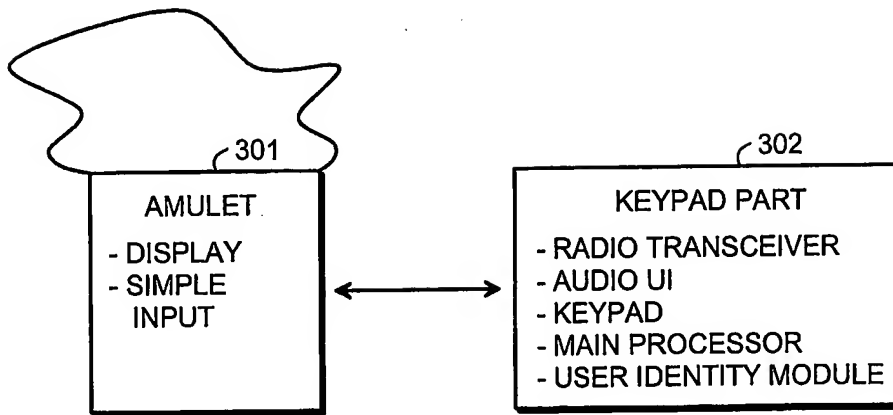 301
AMULET
- DISPLAY
- SIMPLE
INPUT
302
KEYPAD PART
- RADIO TRANSCEIVER
- AUDIO UI
- KEYPAD
- MAIN PROCESSOR
- USER IDENTITY MODULE